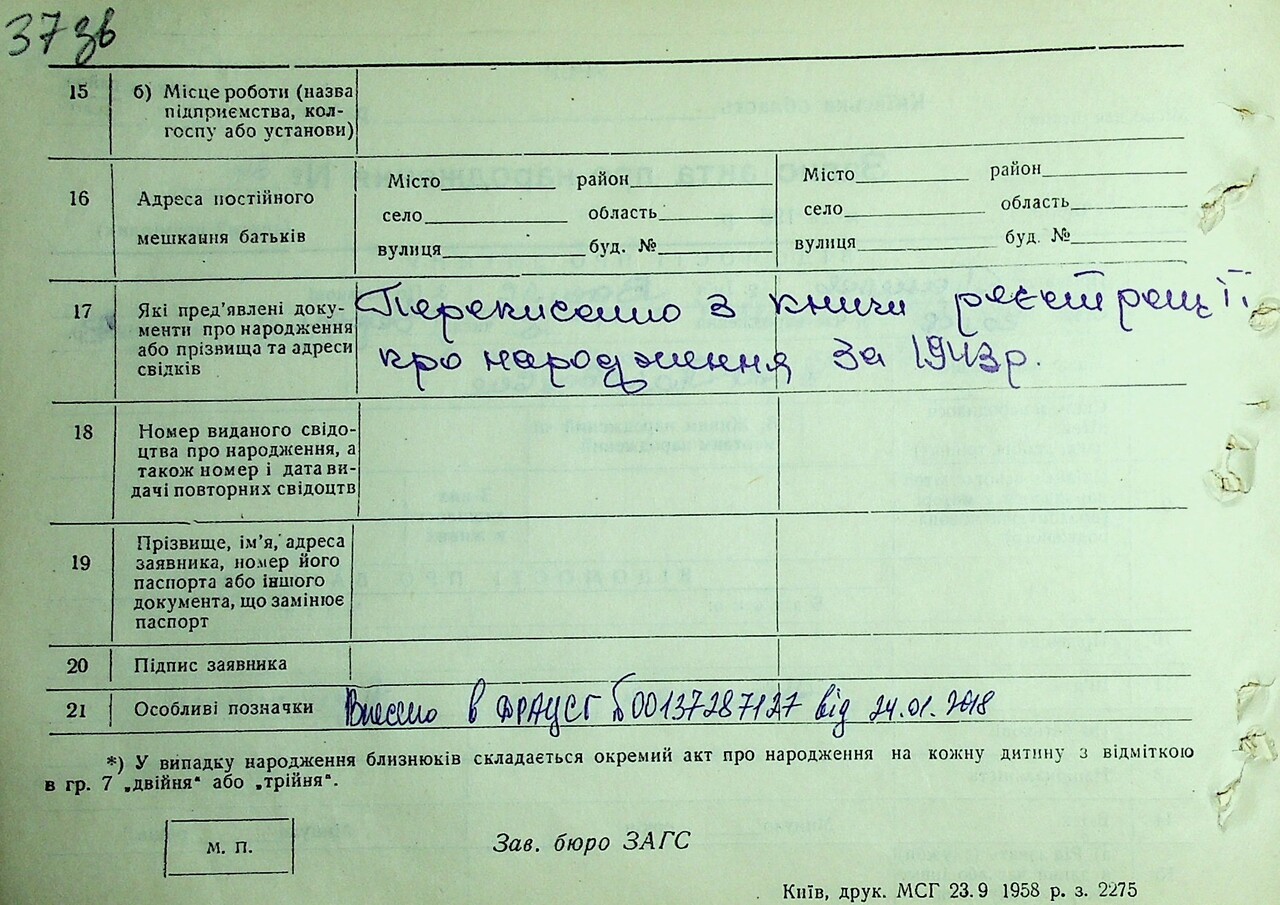 37 зв
15 б) Місце роботи (назва
підприємства, кол-
госпу або установи)
16 Адреса постійного
мешкання батьків
Місто район
село область
вулиця буд. №
Місто район
село область
вулиця буд. №
17 Які пред’явлені доку-
менти про народження
або прізвища та адреси
свідків
Переписано з книги реєстрації
про народження за 1943р.
18 Номер виданого свідо-
цтва про народження, а
також номер і дата ви-
дачі повторних свідоцтв
19 Прізвище, ім’я, адреса
заявника, номер його
паспорта або іншого
документа, що замінює
паспорт
20 Підпис заявника
21 Особливі позначки Внесено в ДРАЦСГ 00137287127 від 24.01.2018
*) У випадку народження близнюків складається окремий акт про народження на кожну дитину з відміткою
в гр. 7 „двійня“ або „трійня“.
М. П.
Зав. бюро ЗАГС
Київ, друк. МСГ 23.9 1958 р. з. 2275